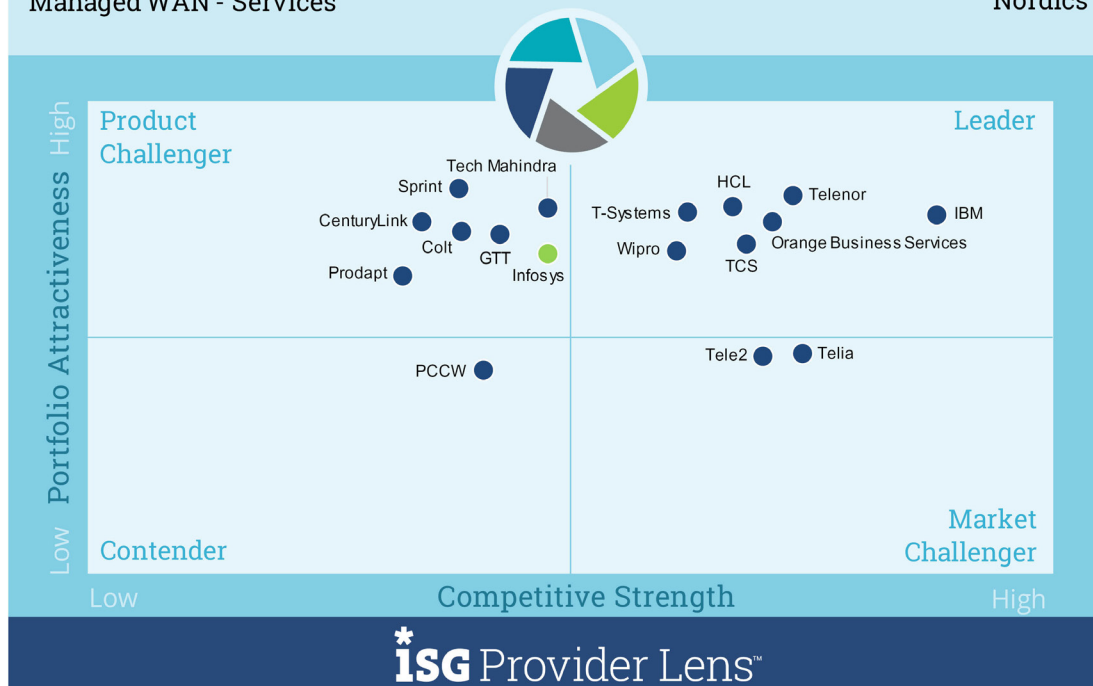 Managed WAN - Services
Nordics
High
Product
Challenger
Leader
Tech Mahindra
Sprint
HCL
Telenor
CenturyLink
T-Systems
IBM
Colt
GTT
Wipro
Orange Business Services
TCS
Prodapt
Infosys
Portfolio Attractiveness
PCCW
Tele2
Telia
Low
Contender
Market
Challenger
Low
Competitive Strength
High
ISG Provider Lens™